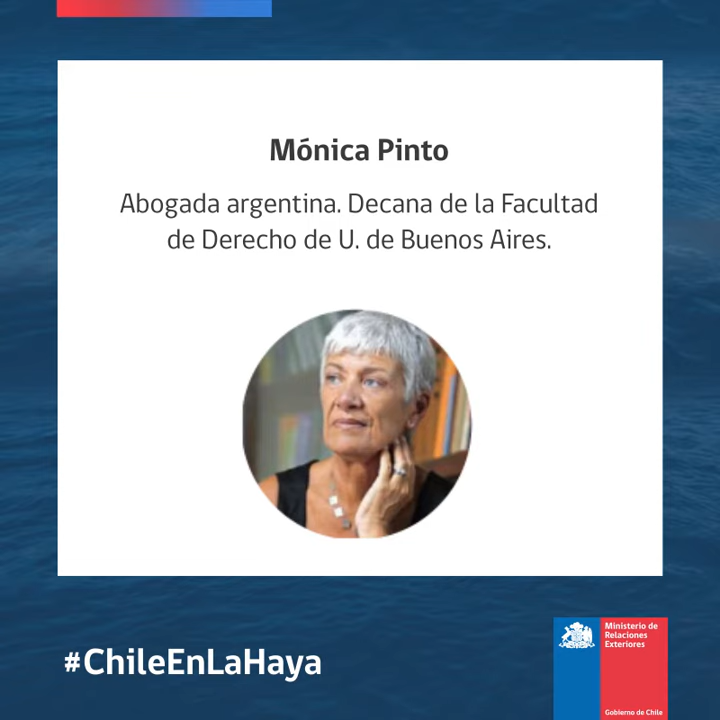 Mónica Pinto
Abogada argentina. Decana de la Facultad
de Derecho de U. de Buenos Aires.
#ChileEnLaHaya
Ministerio de
Relaciones
Exteriores
Gobierno de Chile